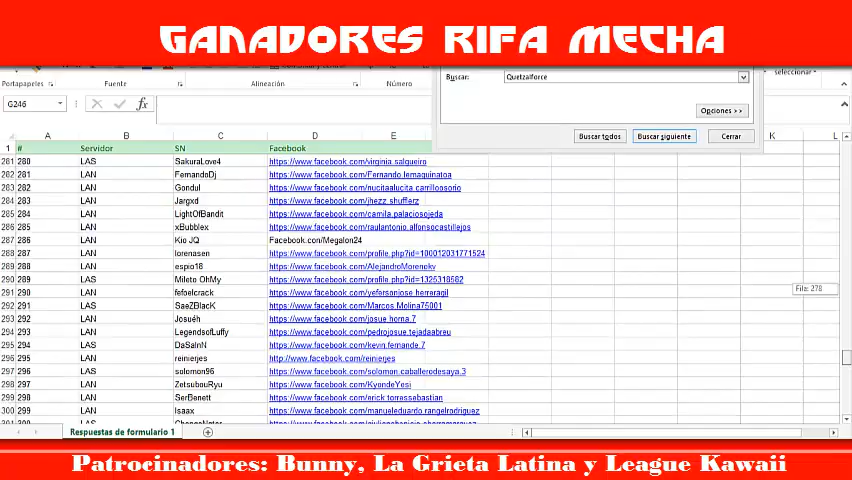 GANADORES RIFA MECHA
Buscar: Quetzalforce
Opciones >>
Buscar todos Buscar siguiente Cerrar
Portapapeles Fuente Alineación Número seleccionar
G246 fx
A B C D E K L
1 # Servidor SN Facebook
281 280 LAS SakuraLove4 https://www.facebook.com/virginia.salgueiro
282 281 LAN FernandoDj https://www.facebook.com/Fernando.lemaquinatoa
283 282 LAN Gondul https://www.facebook.com/nucitaalucita.carrilloosorio
284 283 LAN Jargxd https://www.facebook.com/jhezz.shufflerz
285 284 LAN LightOfBandit https://www.facebook.com/camila.palaciosojeda
286 285 LAN xBubblex https://www.facebook.com/raulantonio.alfonsocastillejos
287 286 LAN Kio JQ Facebook.con/Megalon24
288 287 LAN lorenasen https://www.facebook.com/profile.php?id=100012031771524
289 288 LAN espio18 https://www.facebook.com/AlejandroMorenokv
290 289 LAS Mileto OhMy https://www.facebook.com/profile.php?id=1325318582
291 290 LAN fefoelcrack https://www.facebook.com/yefersonjose.herreragil
292 291 LAS SaeZBlacK https://www.facebook.com/Marcos.Molina75001
293 292 LAN Josuéh https://www.facebook.com/josue.horna.7
294 293 LAN LegendsofLuffy https://www.facebook.com/pedrojosue.tejadaabreu
295 294 LAS DaSaInN https://www.facebook.com/kevin.fernande.7
296 295 LAN reinierjes http://www.facebook.com/reinierjes
297 296 LAS solomon96 https://www.facebook.com/solomon.caballerodesaya.3
298 297 LAN ZetsubouRyu https://www.facebook.com/KyondeYesi
299 298 LAN SerBenett https://www.facebook.com/erick.torressebastian
300 299 LAN Isaax https://www.facebook.com/manueleduardo.rangelrodriguez
Fila: 278
Respuestas de formulario 1
Patrocinadores: Bunny, La Grieta Latina y League Kawaii